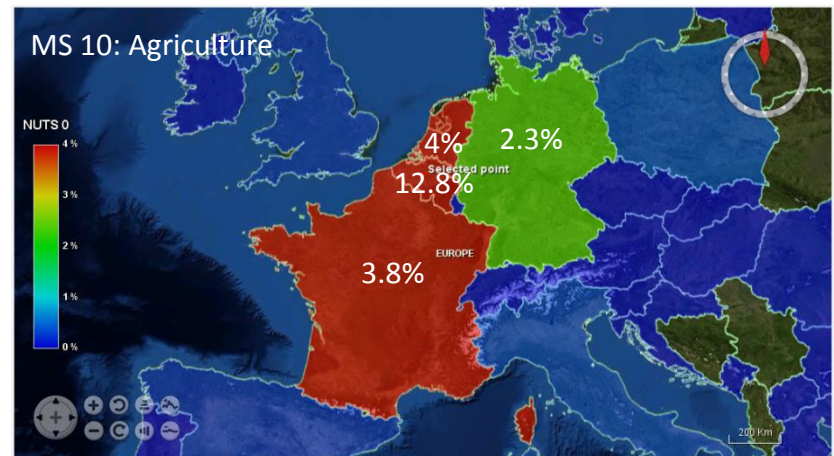 MS 10: Agriculture
NUTS 0
4 %
3 %
2 %
1 %
0 %
4%
2.3%
Selected point
12.8%
EUROPE
3.8%
200 Km